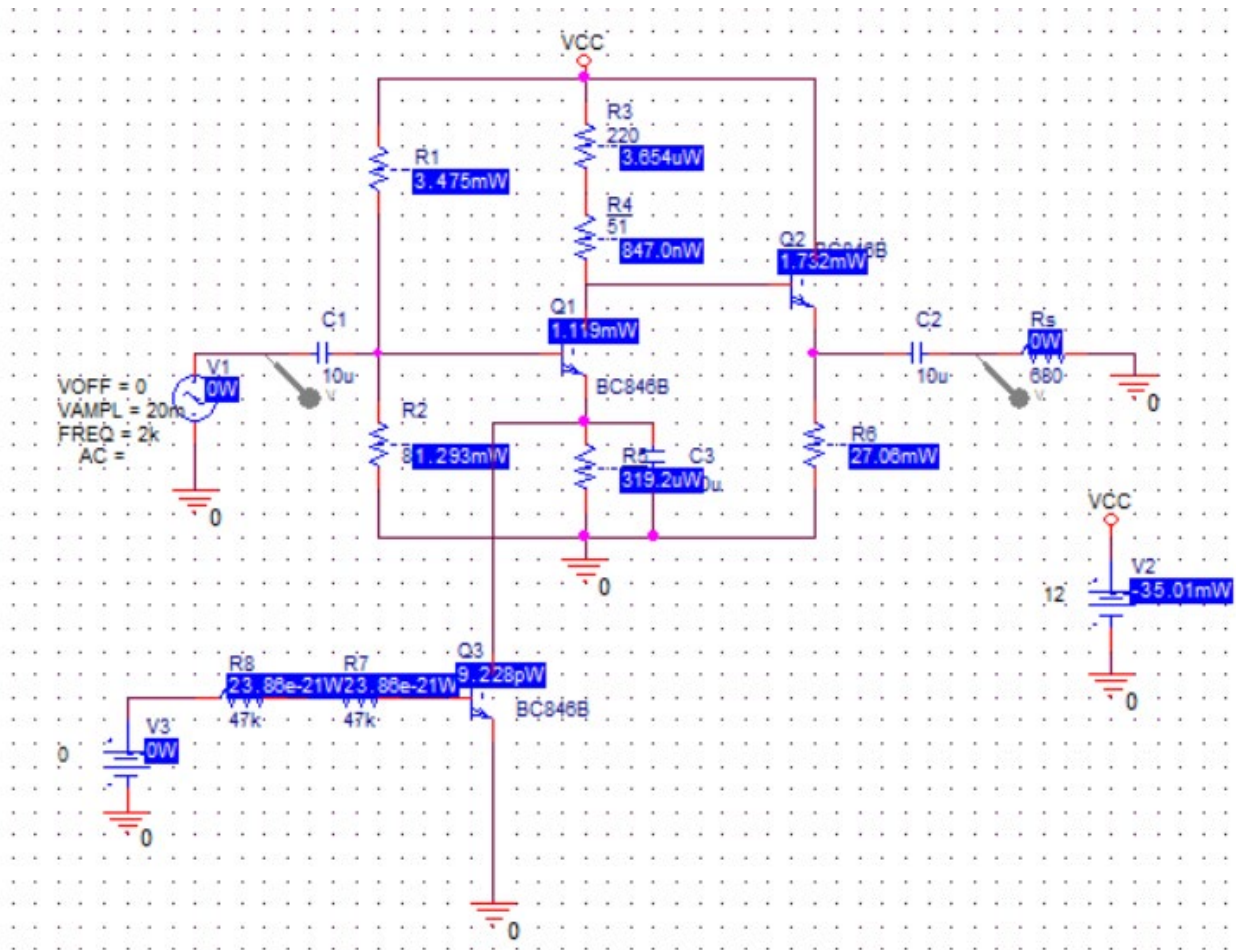 VCC
R3
220
3.654uW
R1
3.475mW
R4
51
847.0nW
Q2
1.732mW
Q1
1.119mW
C1
10u
C2
10u
Rs
0W
680
0
V1
0W
VOFF = 0
VAMPL = 20m
FREQ = 2k
AC =
BC846B
R2
1.293mW
R6
27.06mW
C3
319.2uW
0
0
VCC
V2
12
-35.01mW
0
Q3
9.228pW
R8
R7
23.86e-21W
23.86e-21W
47k
47k
BC846B
V3
0
0W
0
0